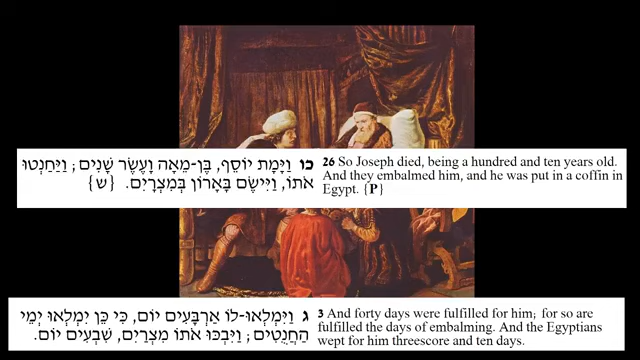 כו וַיָּמָת יוֹסֵף, בֶּן-מֵאָה וָעֶשֶׂר שָׁנִים; וַיַּחַנְטוּ
אֹתוֹ, וַיִּישֶׂם בָּאָרוֹן בְּמִצְרָיִם. {ש}
26 So Joseph died, being a hundred and ten years old.
And they embalmed him, and he was put in a coffin in
Egypt. {P}
ג וַיִּמְלְאוּ-לוֹ אַרְבָּעִים יוֹם, כִּי כֵּן יִמְלְאוּ יְמֵי
הַחֲנֻטִים; וַיִּבְכּוּ אֹתוֹ מִצְרַיִם, שִׁבְעִים יוֹם.
3 And forty days were fulfilled for him; for so are
fulfilled the days of embalming. And the Egyptians
wept for him threescore and ten days.